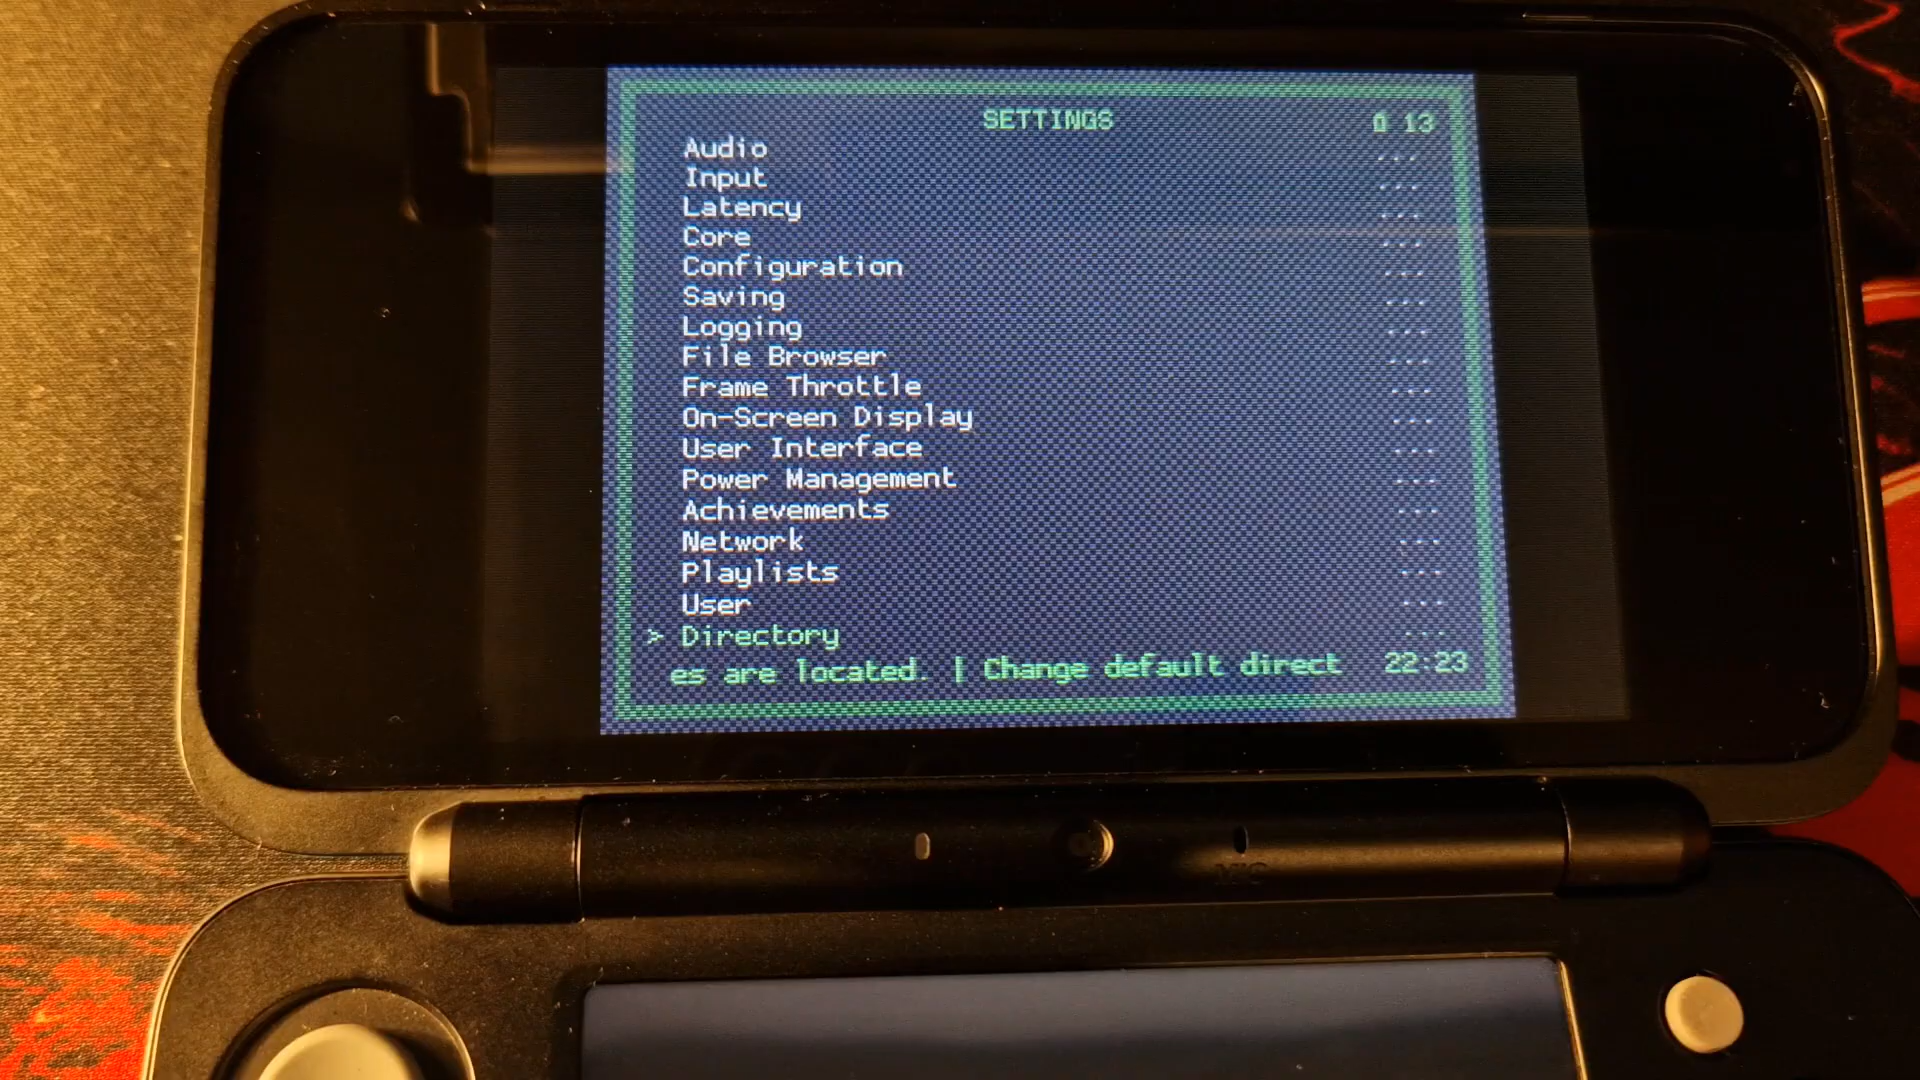 SETTINGS 13
Audio ...
Input ...
Latency ...
Core ...
Configuration ...
Saving ...
Logging ...
File Browser ...
Frame Throttle ...
On-Screen Display ...
User Interface ...
Power Management ...
Achievements ...
Network ...
Playlists ...
User ...
> Directory ...
es are located. | Change default direct 22:23
MIC